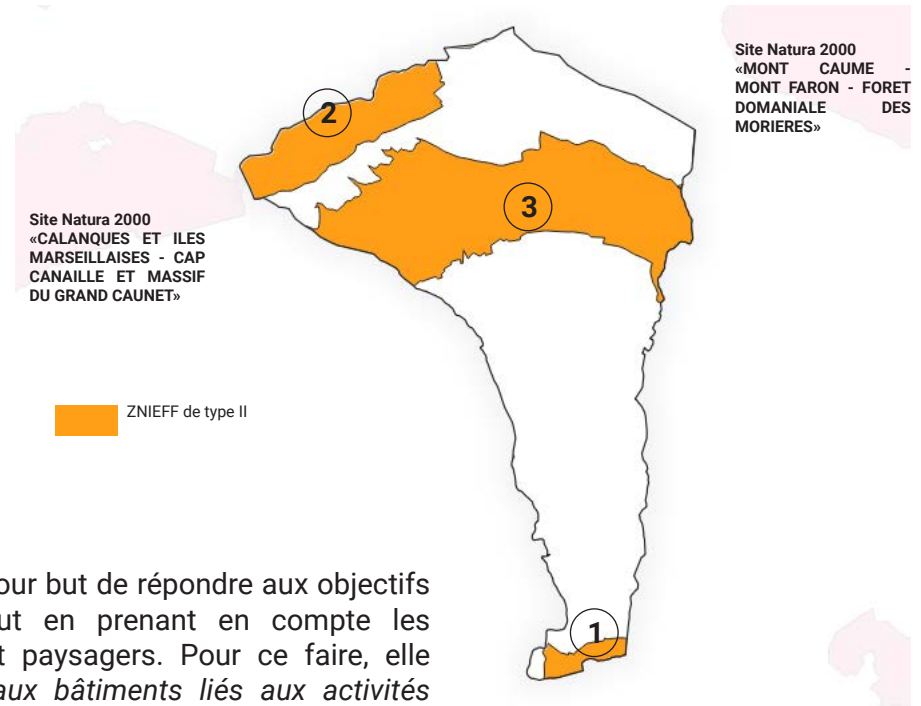 Site Natura 2000
«MONT CAUME -
MONT FARON - FORET
DOMANIALE DES
MORIERES»
2
3
Site Natura 2000
«CALANQUES ET ILES
MARSEILLAISES - CAP
CANAILLE ET MASSIF
DU GRAND CAUNET»
ZNIEFF de type II
our but de répondre aux objectifs
ut en prenant en compte les
t paysagers. Pour ce faire, elle
aux bâtiments liés aux activités
1